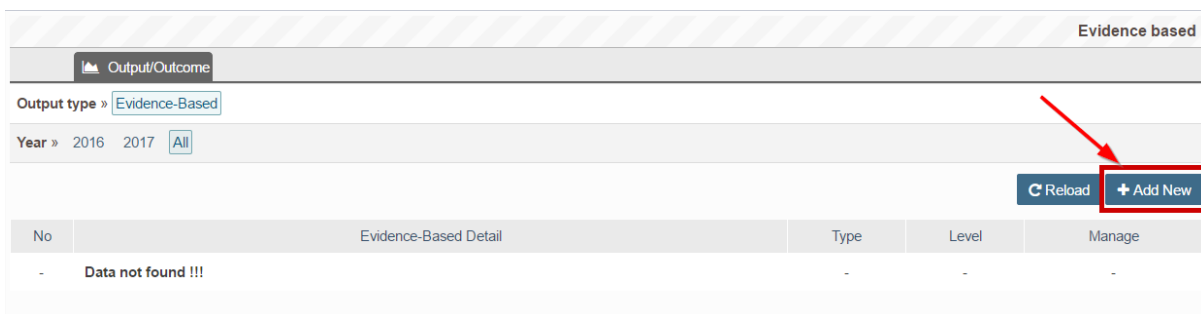 Evidence based
Output/Outcome
Output type » Evidence-Based
Year » 2016 2017 All
Reload + Add New
No Evidence-Based Detail Type Level Manage
- Data not found !!! - - -